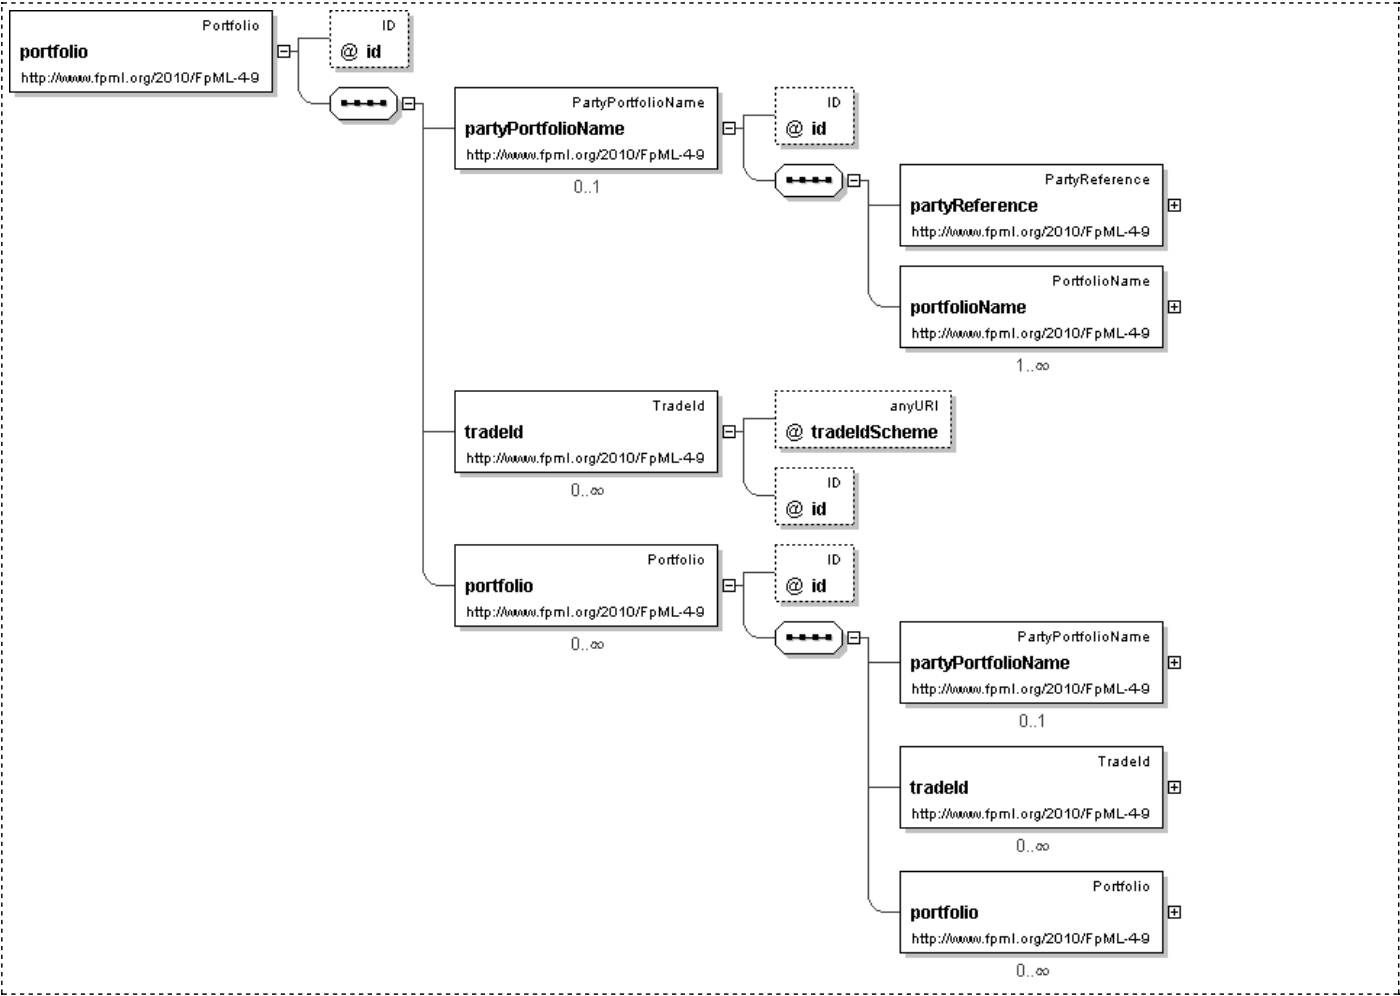 Portfolio
portfolio
http://www.fpml.org/2010/FpML-4-9
ID
@ id
PartyPortfolioName
partyPortfolioName
http://www.fpml.org/2010/FpML-4-9
0..1
ID
@ id
PartyReference
partyReference
http://www.fpml.org/2010/FpML-4-9
PortfolioName
portfolioName
http://www.fpml.org/2010/FpML-4-9
1..∞
TradeId
tradeId
http://www.fpml.org/2010/FpML-4-9
0..∞
anyURI
@ tradeIdScheme
ID
@ id
Portfolio
portfolio
http://www.fpml.org/2010/FpML-4-9
0..∞
ID
@ id
PartyPortfolioName
partyPortfolioName
http://www.fpml.org/2010/FpML-4-9
0..1
TradeId
tradeId
http://www.fpml.org/2010/FpML-4-9
0..∞
Portfolio
portfolio
http://www.fpml.org/2010/FpML-4-9
0..∞